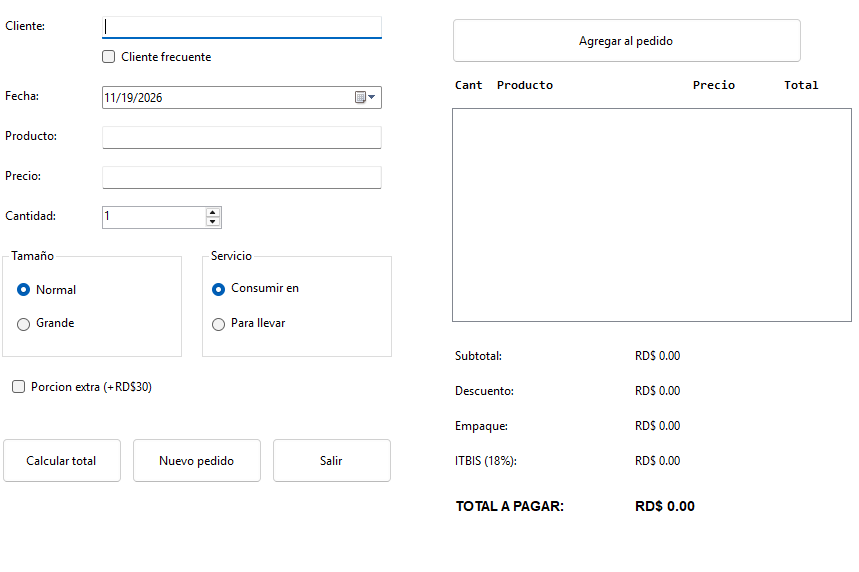 Cliente:
Cliente frecuente
Fecha:
11/19/2026
Producto:
Precio:
Cantidad:
1
Tamaño
Normal
Grande
Servicio
Consumir en
Para llevar
Porcion extra (+RD$30)
Calcular total
Nuevo pedido
Salir
Agregar al pedido
Cant Producto Precio Total
Subtotal: RD$ 0.00
Descuento: RD$ 0.00
Empaque: RD$ 0.00
ITBIS (18%): RD$ 0.00
TOTAL A PAGAR: RD$ 0.00